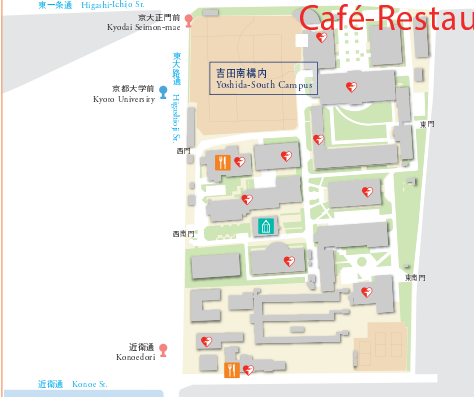 東一条通 Higashi-Ichijo St.
Café-Restau
京大正門前
Kyodai Seimon-mae
東大路通 Higashioji St.
吉田南構内
Yoshida-South Campus
京都大学前
Kyoto University
東門
西門
西南門
東南門
近衛通
Konoedori
近衛通 Konoe St.